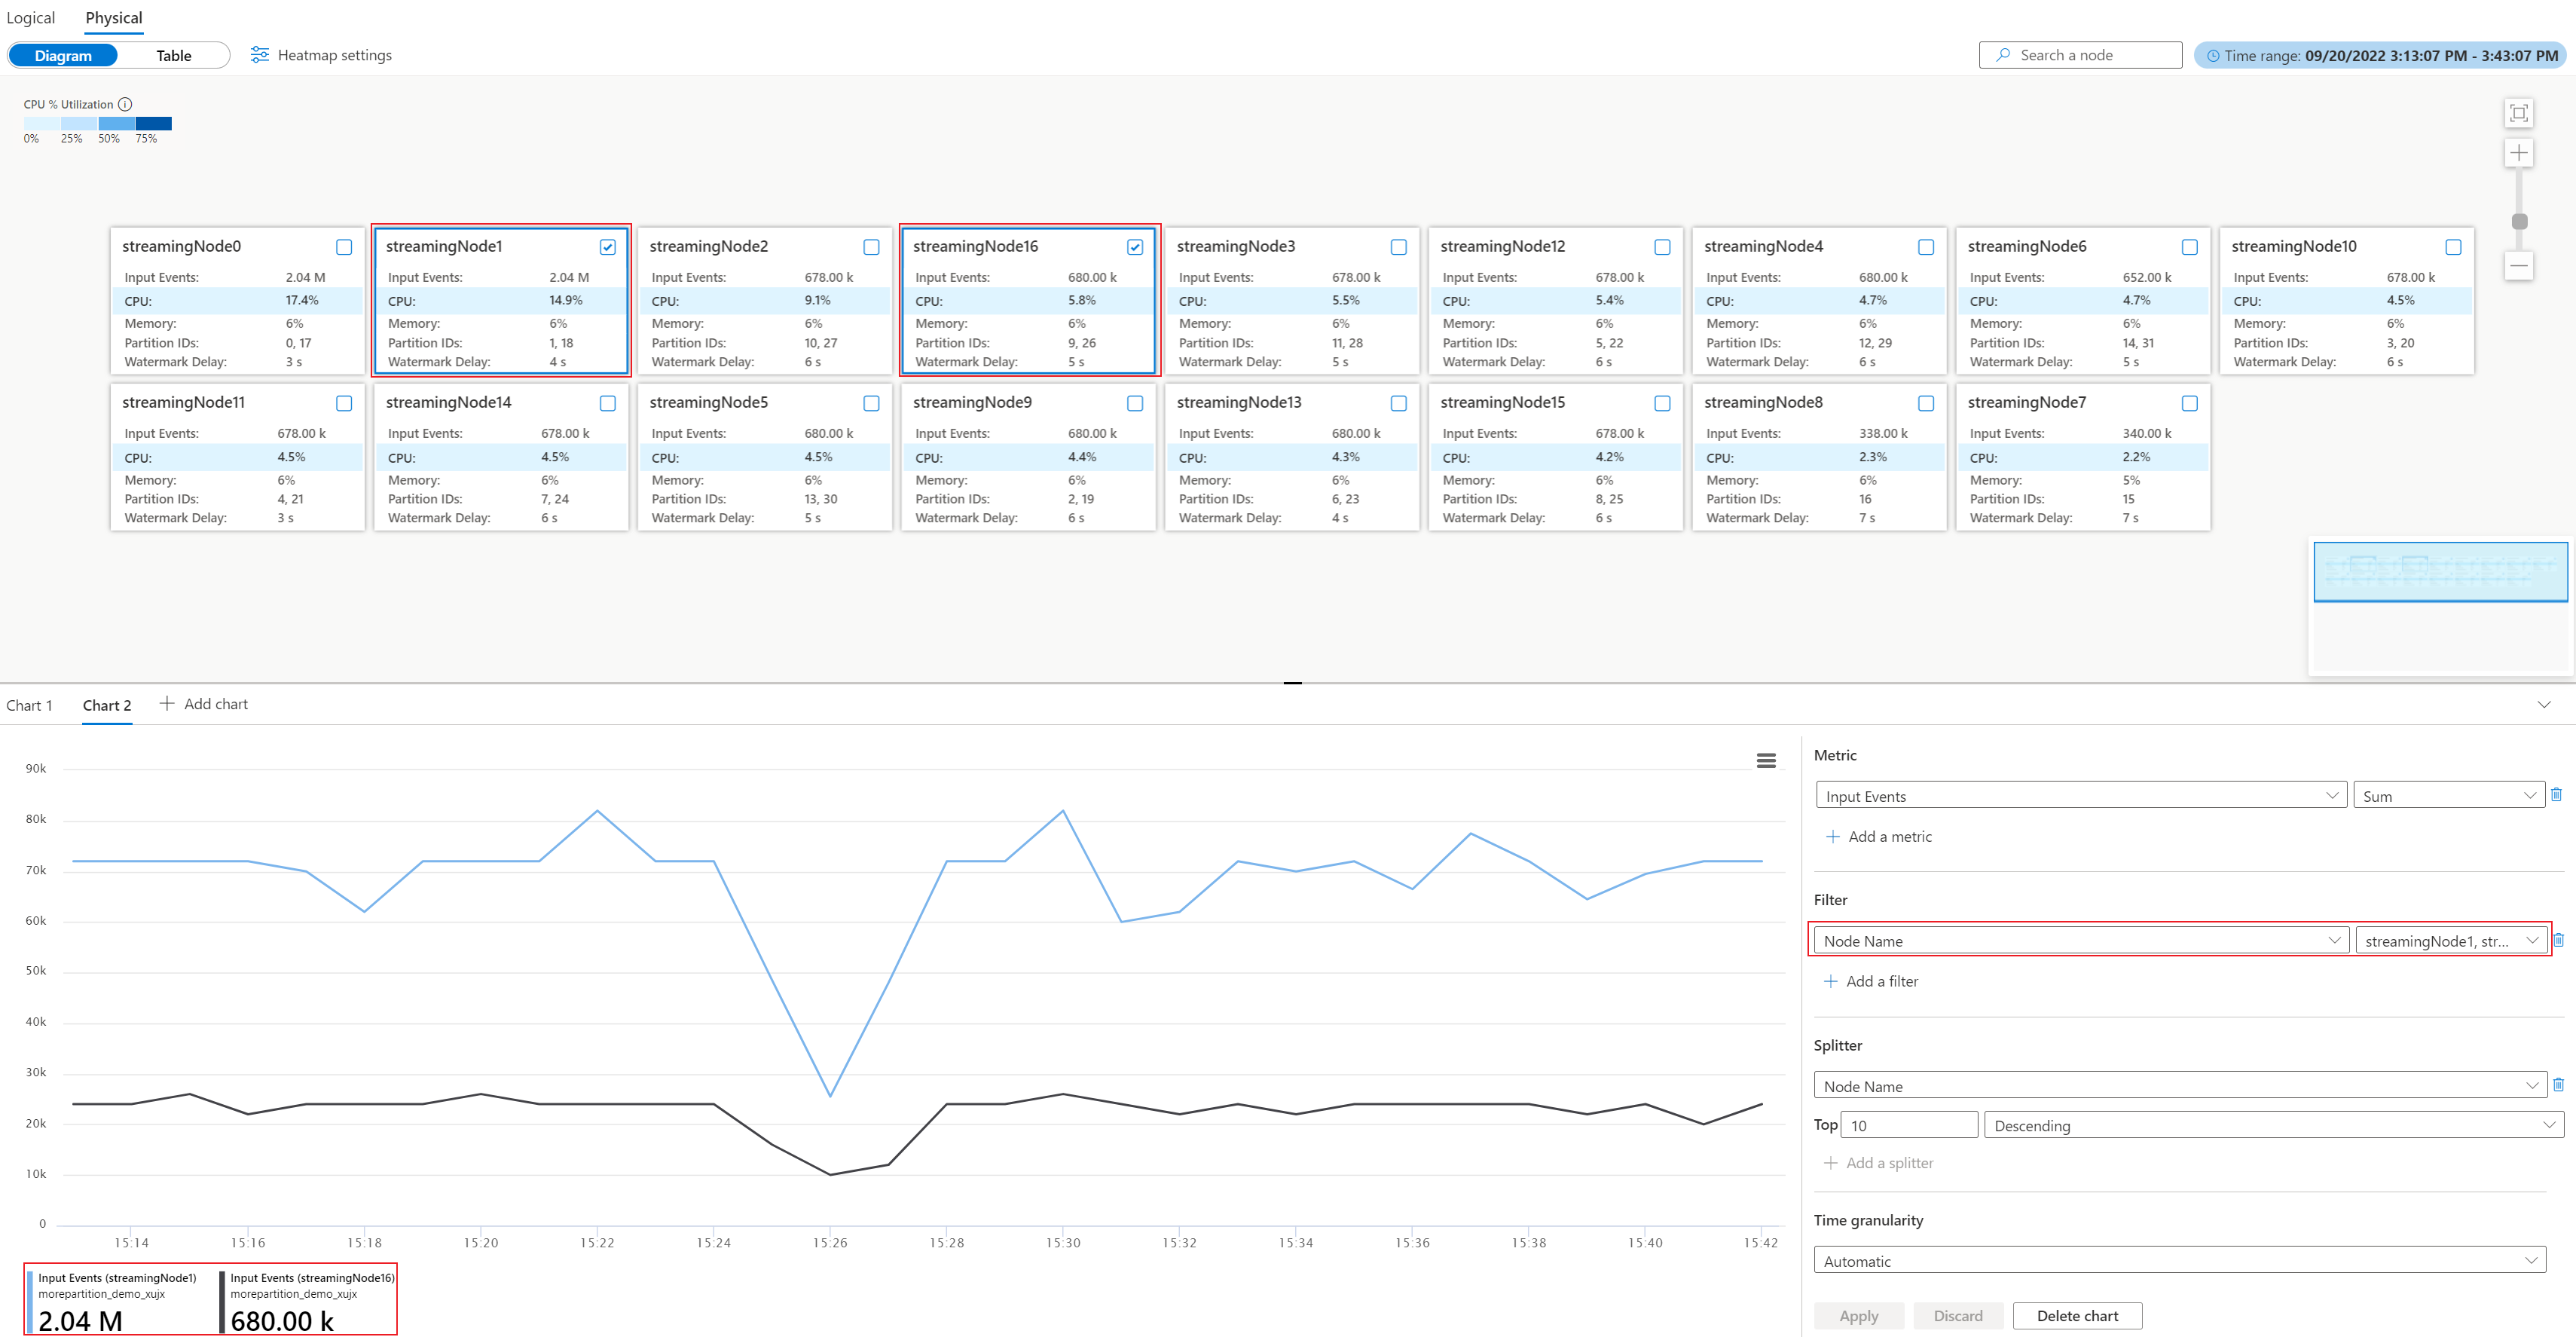 Logical Physical
Diagram Table Heatmap settings Search a node Time range: 09/20/2022 3:13:07 PM - 3:43:07 PM
CPU % Utilization
0% 25% 50% 75%
streamingNode0 streamingNode1 streamingNode2 streamingNode16 streamingNode3 streamingNode12 streamingNode4 streamingNode6 streamingNode10
Input Events: 2.04 M Input Events: 2.04 M Input Events: 678.00 k Input Events: 680.00 k Input Events: 678.00 k Input Events: 678.00 k Input Events: 680.00 k Input Events: 652.00 k Input Events: 678.00 k
CPU: 17.4% CPU: 14.9% CPU: 9.1% CPU: 5.8% CPU: 5.5% CPU: 5.4% CPU: 4.7% CPU: 4.7% CPU: 4.5%
Memory: 6% Memory: 6% Memory: 6% Memory: 6% Memory: 6% Memory: 6% Memory: 6% Memory: 6% Memory: 6%
Partition IDs: 0, 17 Partition IDs: 1, 18 Partition IDs: 10, 27 Partition IDs: 9, 26 Partition IDs: 11, 28 Partition IDs: 5, 22 Partition IDs: 12, 29 Partition IDs: 14, 31 Partition IDs: 3, 20
Watermark Delay: 3 s Watermark Delay: 4 s Watermark Delay: 6 s Watermark Delay: 5 s Watermark Delay: 5 s Watermark Delay: 6 s Watermark Delay: 6 s Watermark Delay: 5 s Watermark Delay: 6 s
streamingNode11 streamingNode14 streamingNode5 streamingNode9 streamingNode13 streamingNode15 streamingNode8 streamingNode7
Input Events: 678.00 k Input Events: 678.00 k Input Events: 680.00 k Input Events: 680.00 k Input Events: 680.00 k Input Events: 678.00 k Input Events: 338.00 k Input Events: 340.00 k
CPU: 4.5% CPU: 4.5% CPU: 4.5% CPU: 4.4% CPU: 4.3% CPU: 4.2% CPU: 2.3% CPU: 2.2%
Memory: 6% Memory: 6% Memory: 6% Memory: 6% Memory: 6% Memory: 6% Memory: 6% Memory: 5%
Partition IDs: 4, 21 Partition IDs: 7, 24 Partition IDs: 13, 30 Partition IDs: 2, 19 Partition IDs: 6, 23 Partition IDs: 8, 25 Partition IDs: 16 Partition IDs: 15
Watermark Delay: 3 s Watermark Delay: 6 s Watermark Delay: 5 s Watermark Delay: 6 s Watermark Delay: 4 s Watermark Delay: 6 s Watermark Delay: 7 s Watermark Delay: 7 s
Chart 1 Chart 2 Add chart
90k
80k
70k
60k
50k
40k
30k
20k
10k
0
15:14 15:16 15:18 15:20 15:22 15:24 15:26 15:28 15:30 15:32 15:34 15:36 15:38 15:40 15:42
Input Events (streamingNode1) Input Events (streamingNode16)
morepartition_demo_xujx morepartition_demo_xujx
2.04 M 680.00 k
Metric
Input Events Sum
Add a metric
Filter
Node Name streamingNode1, str...
Add a filter
Splitter
Node Name
Top 10 Descending
Add a splitter
Time granularity
Automatic
Apply Discard Delete chart